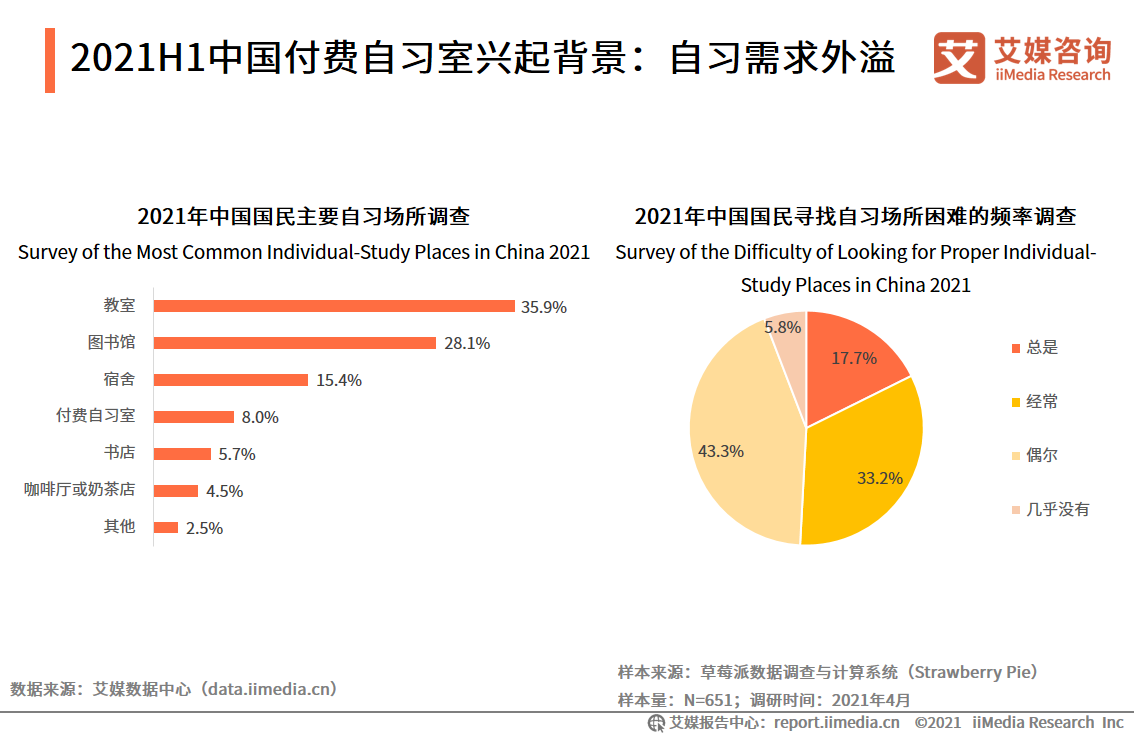 2021H1中国付费自习室兴起背景：自习需求外溢
艾
艾媒咨询
iiMedia Research
2021年中国国民主要自习场所调查
Survey of the Most Common Individual-Study Places in China 2021
教室 35.9%
图书馆 28.1%
宿舍 15.4%
付费自习室 8.0%
书店 5.7%
咖啡厅或奶茶店 4.5%
其他 2.5%
2021年中国国民寻找自习场所困难的频率调查
Survey of the Difficulty of Looking for Proper Individual-
Study Places in China 2021
5.8%
17.7%
43.3%
33.2%
总是
经常
偶尔
几乎没有
数据来源：艾媒数据中心（data.iimedia.cn）
样本来源：草莓派数据调查与计算系统（Strawberry Pie）
样本量：N=651；调研时间：2021年4月
艾媒报告中心：report.iimedia.cn ©2021 iiMedia Research Inc